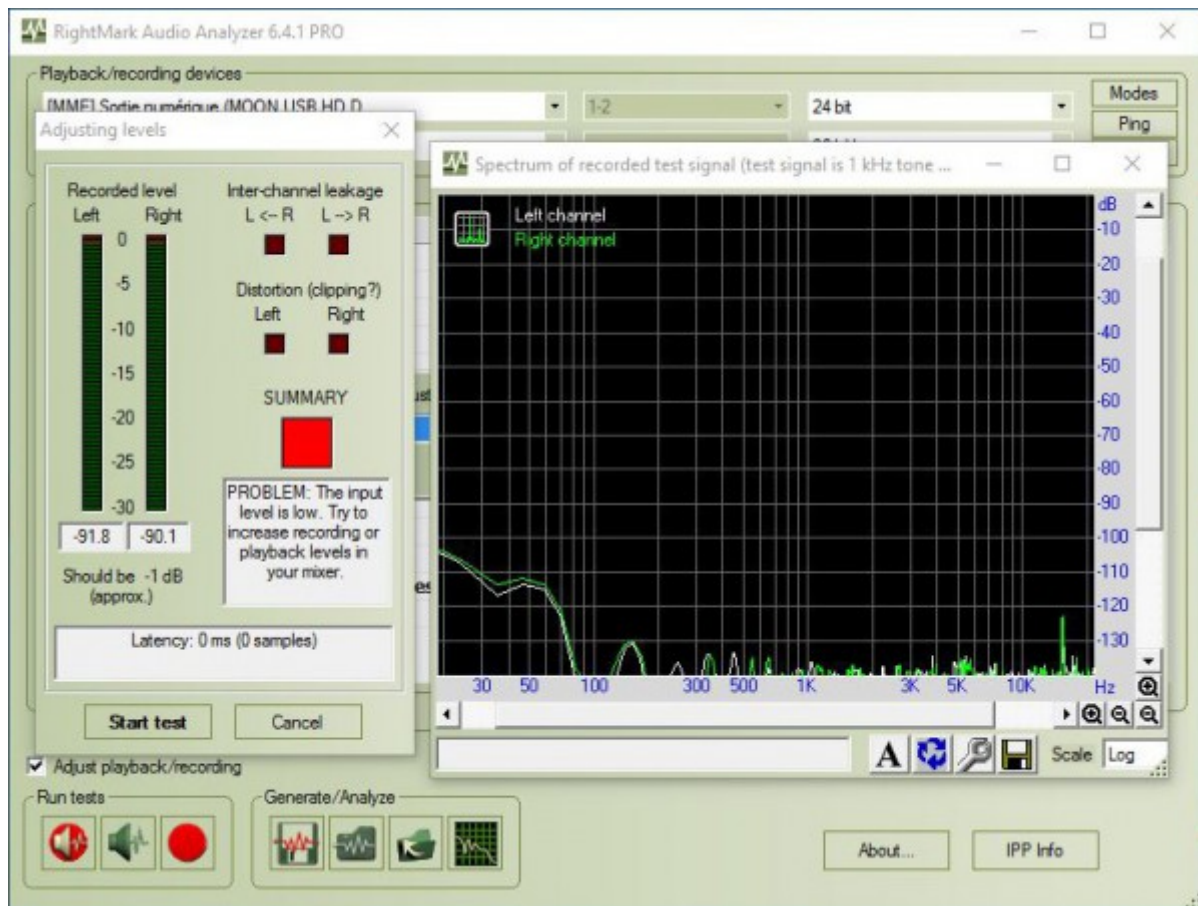 RightMark Audio Analyzer 6.4.1 PRO
Playback/recording devices
[MME] Sortie numérique (MOON USB HD D
1-2
24 bit
Modes
Ping
Adjusting levels
Recorded level
Left Right
0
-5
-10
-15
-20
-25
-30
-91.8 -90.1
Should be -1 dB
(approx.)
Inter-channel leakage
L <-- R L --> R
Distortion (clipping?)
Left Right
SUMMARY
PROBLEM: The input
level is low. Try to
increase recording or
playback levels in
your mixer.
Latency: 0 ms (0 samples)
Start test Cancel
Spectrum of recorded test signal (test signal is 1 kHz tone ...
Left channel
Right channel
dB
-10
-20
-30
-40
-50
-60
-70
-80
-90
-100
-110
-120
-130
30 50 100 300 500 1K 3K 5K 10K Hz
A
Scale Log
Adjust playback/recording
Run tests
Generate/Analyze
About...
IPP Info